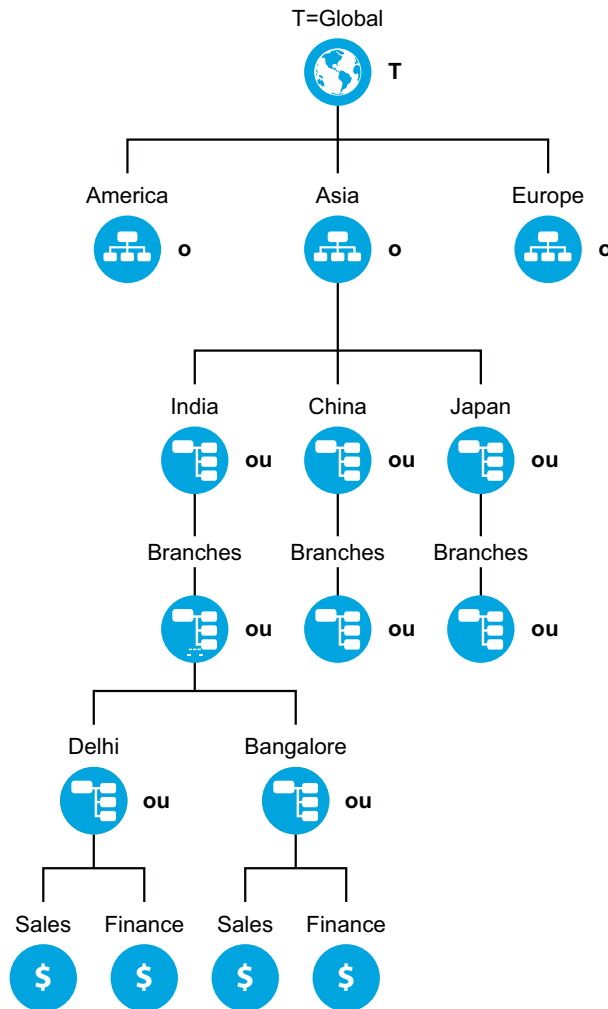 T=Global
T
America Asia Europe
o o o
India China Japan
ou ou ou
Branches Branches Branches
ou ou ou
Delhi Bangalore
ou ou
Sales Finance Sales Finance
$ $ $ $